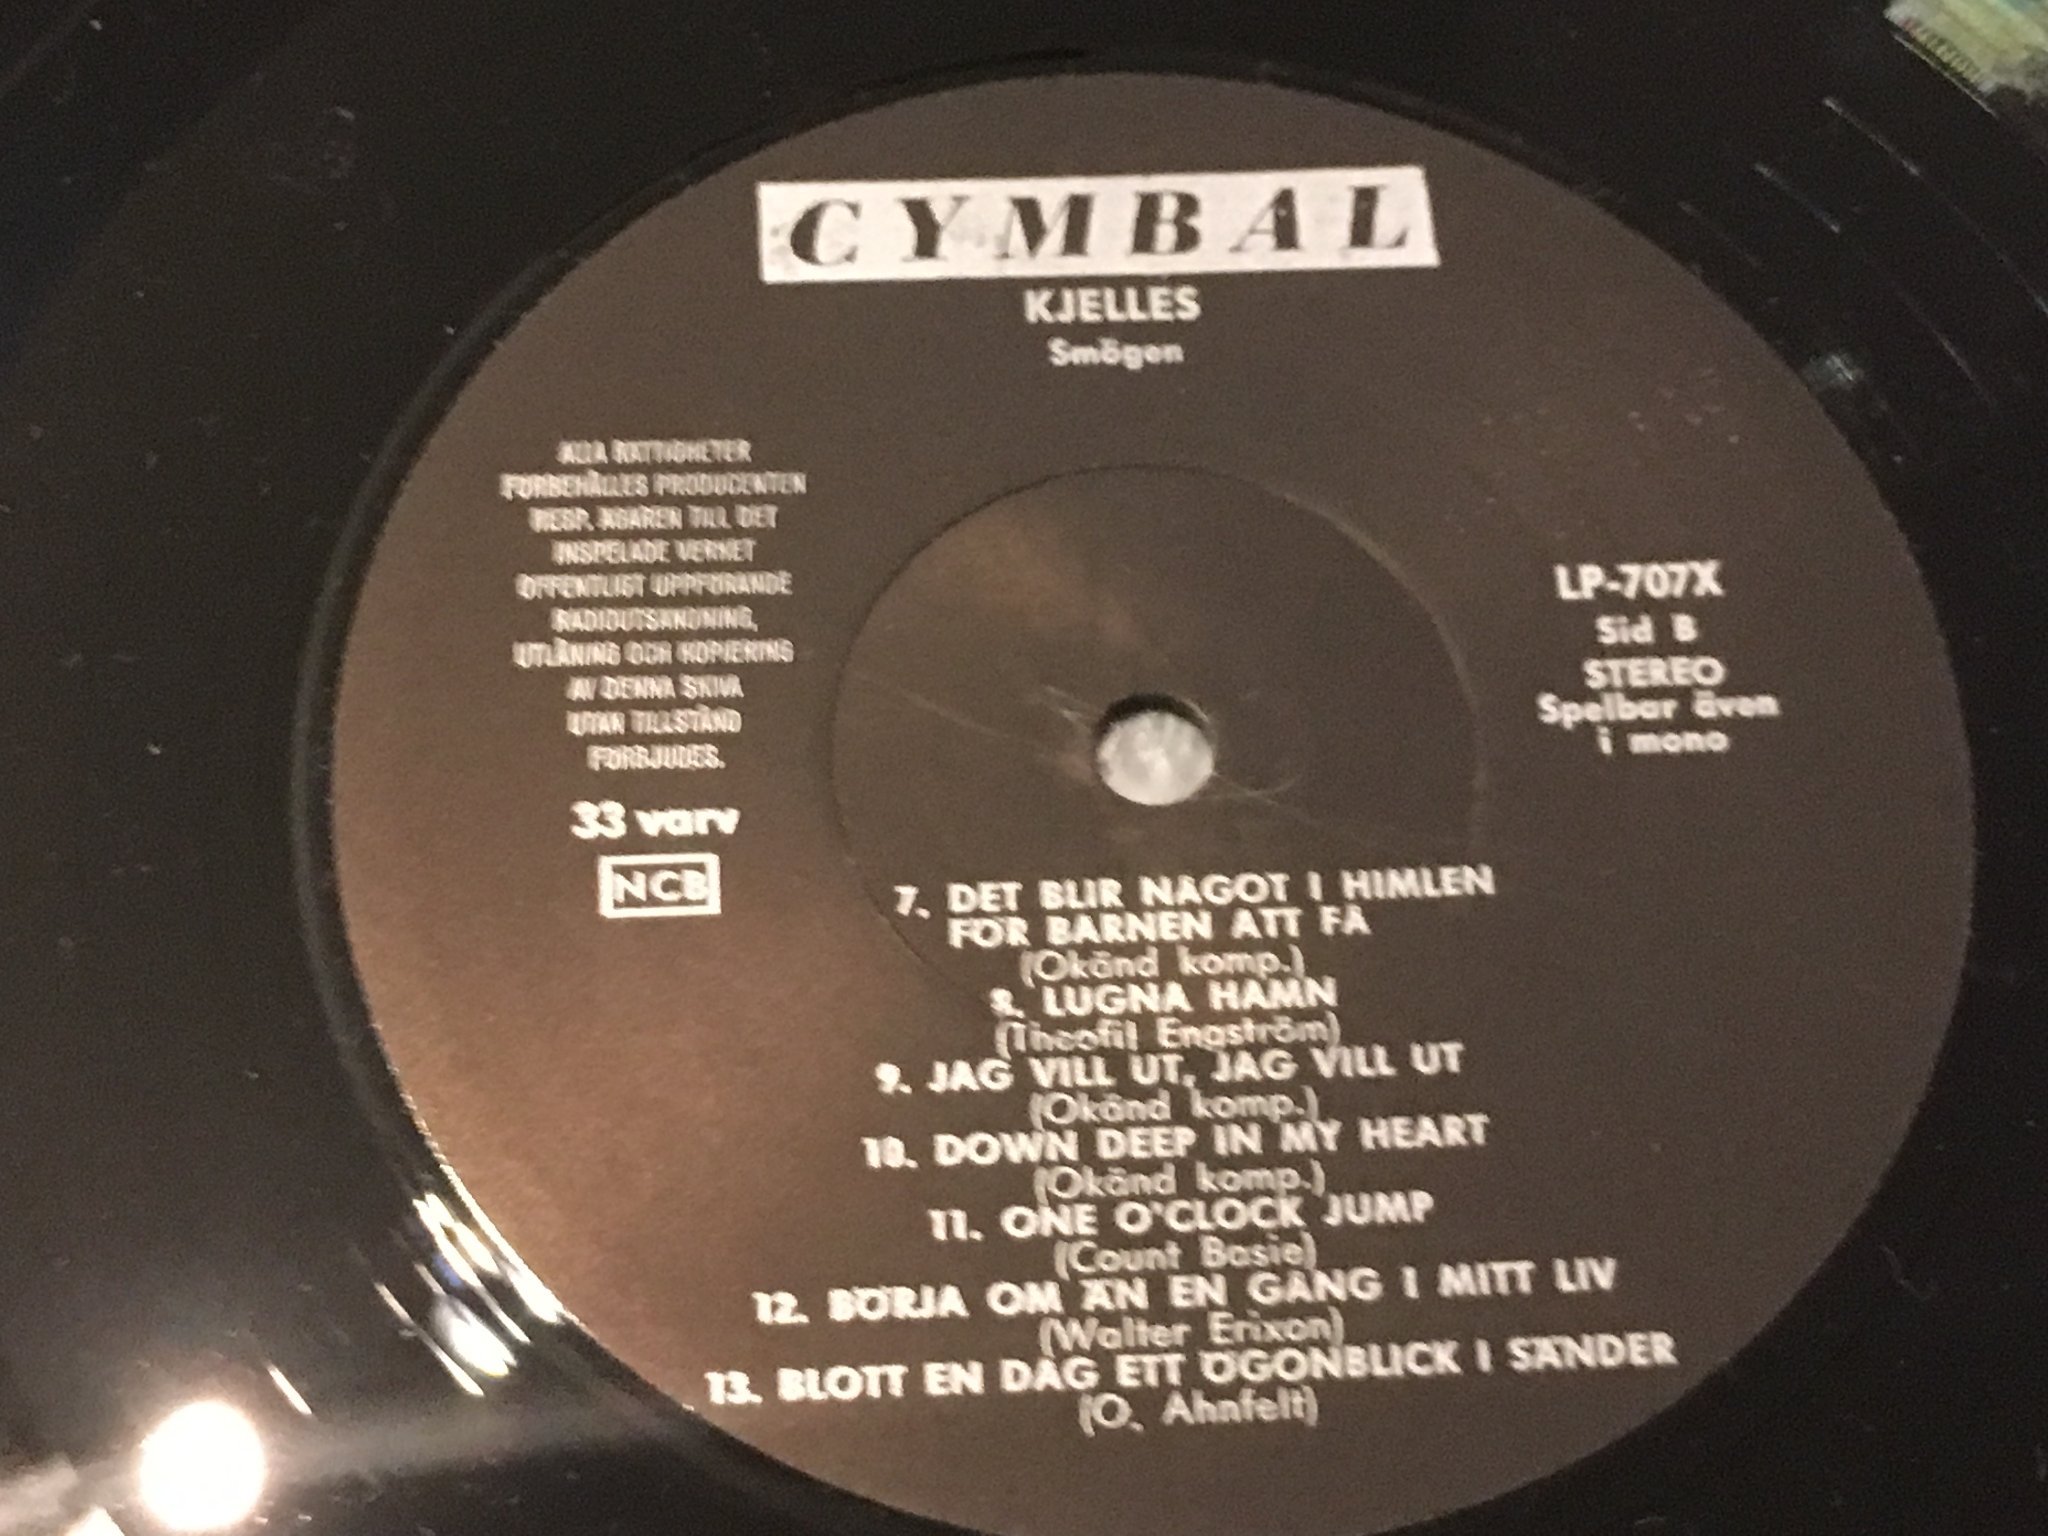 CYMBAL
KJELLES
Smögen
ALLA RÄTTIGHETER
FÖRBEHÅLLES PRODUCENTEN
RESP. ÄGAREN TILL DET
INSPELADE VERKET
OFFENTLIGT UPPFÖRANDE
RADIOUTSÄNDNING,
UTLÅNING OCH KOPIERING
AV DENNA SKIVA
UTAN TILLSTÅND
FÖRBJUDES.
33 varv
NCB
LP-707X
Sid B
STEREO
Spelbar även
i mono
7. DET BLIR NÅGOT I HIMLEN
FÖR BARNEN ATT FÅ
(Okänd komp.)
8. LUGNA HAMN
(Theofil Engström)
9. JAG VILL UT, JAG VILL UT
(Okänd komp.)
10. DOWN DEEP IN MY HEART
(Okänd komp.)
11. ONE O'CLOCK JUMP
(Count Basie)
12. BÖRJA OM ÄN EN GÅNG I MITT LIV
(Walter Erixon)
13. BLOTT EN DAG ETT ÖGONBLICK I SÄNDER
(O. Ahnfelt)